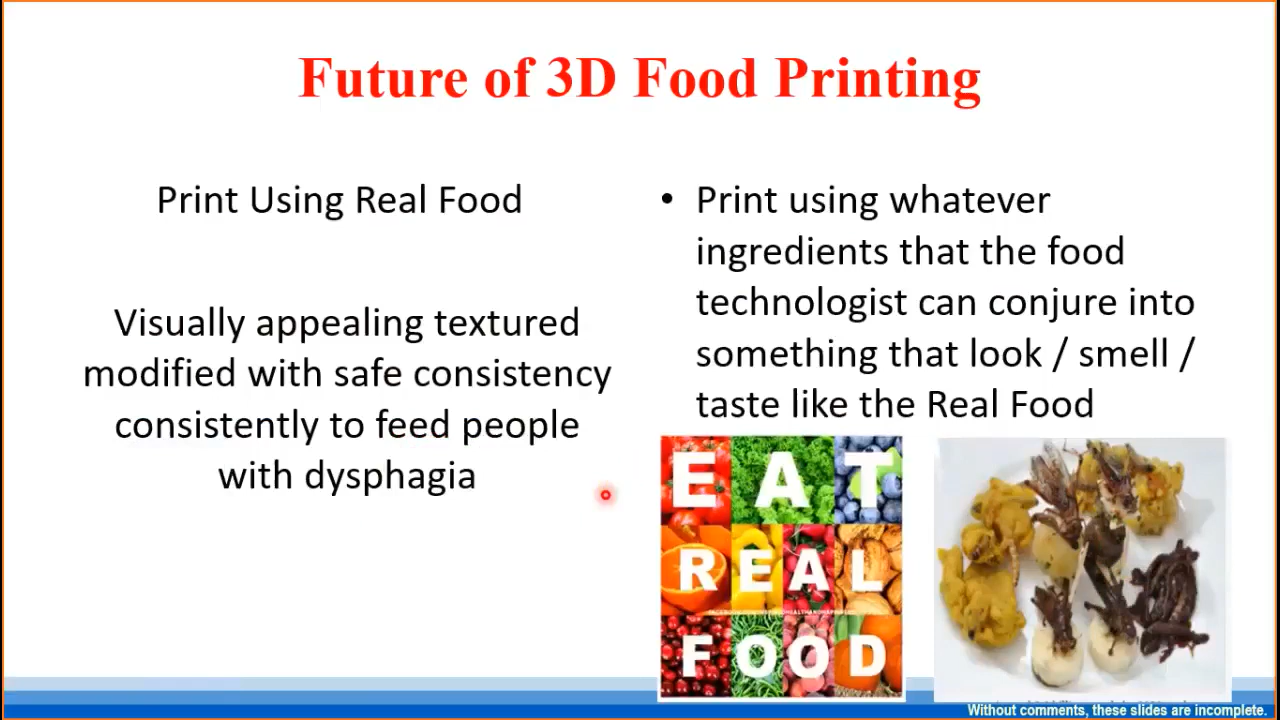 Future of 3D Food Printing
Print Using Real Food
Visually appealing textured
modified with safe consistency
consistently to feed people
with dysphagia
• Print using whatever
ingredients that the food
technologist can conjure into
something that look / smell /
taste like the Real Food
EAT
REAL
FOOD
Without comments, these slides are incomplete.